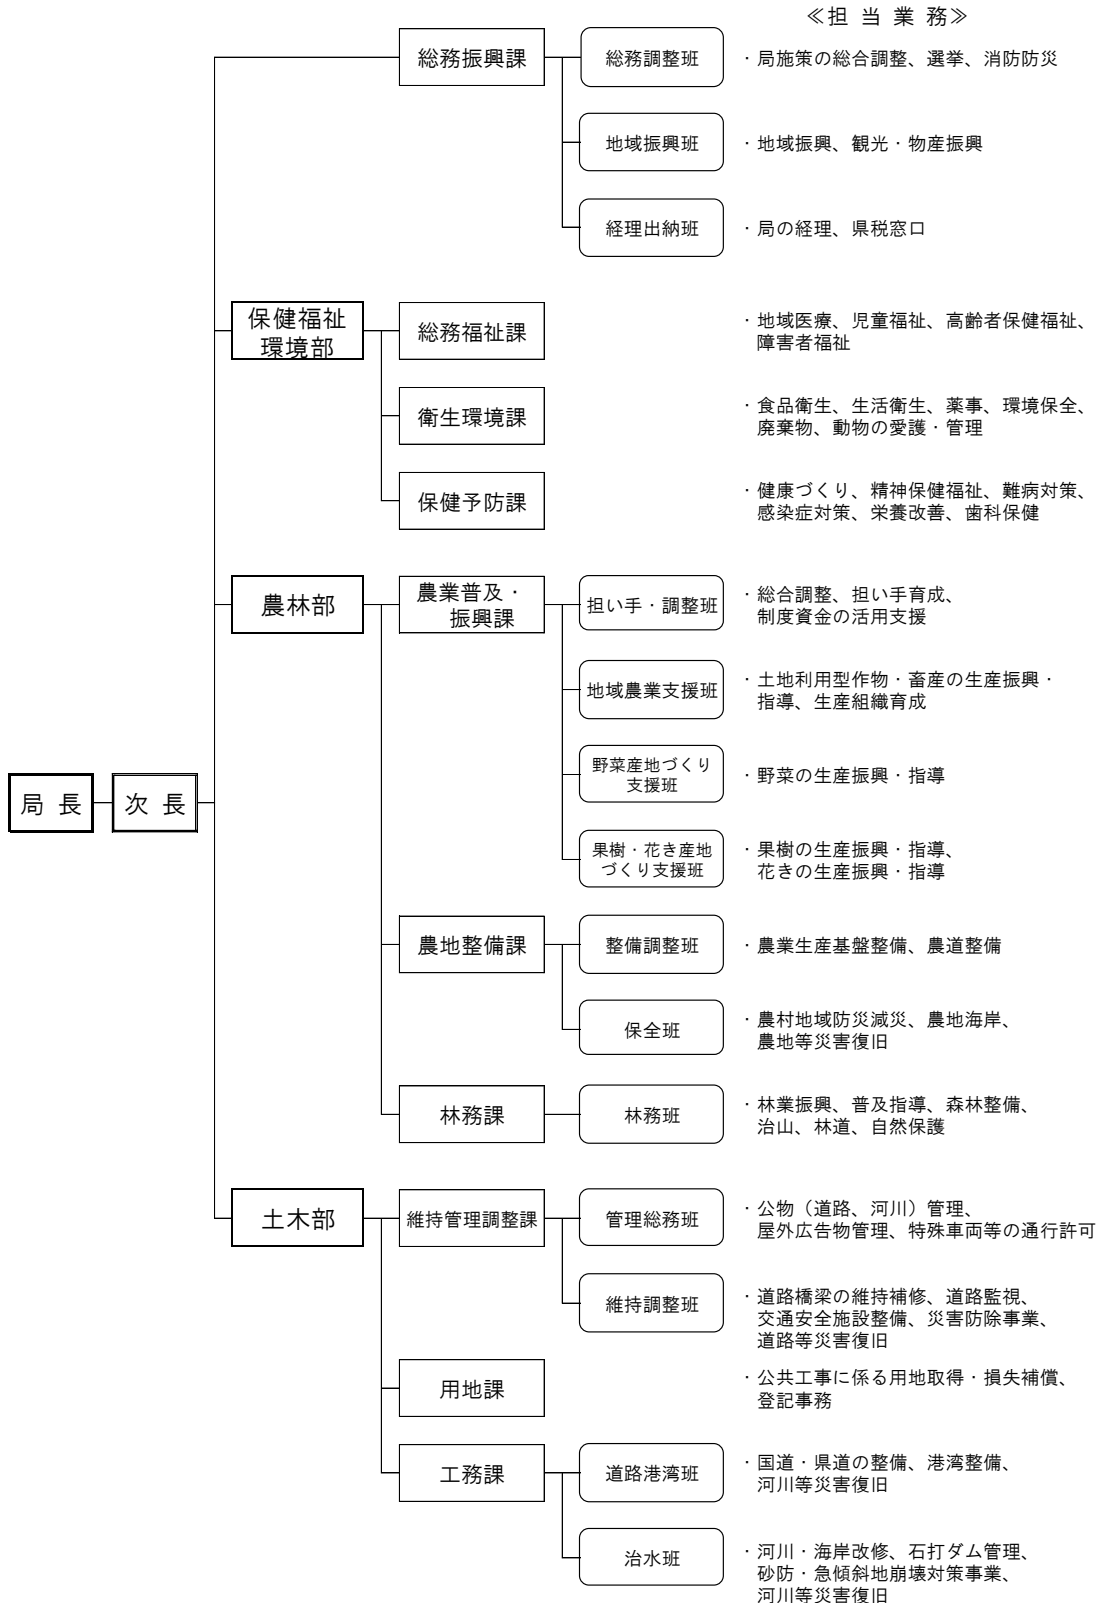 ≪担 当 業 務≫
総務振興課
総務調整班
・局施策の総合調整、選挙、消防防災
地域振興班
・地域振興、観光・物産振興
経理出納班
・局の経理、県税窓口
保健福祉
環境部
総務福祉課
・地域医療、児童福祉、高齢者保健福祉、
障害者福祉
衛生環境課
・食品衛生、生活衛生、薬事、環境保全、
廃棄物、動物の愛護・管理
保健予防課
・健康づくり、精神保健福祉、難病対策、
感染症対策、栄養改善、歯科保健
農林部
農業普及・
振興課
担い手・調整班
・総合調整、担い手育成、
制度資金の活用支援
地域農業支援班
・土地利用型作物・畜産の生産振興・
指導、生産組織育成
野菜産地づくり
支援班
・野菜の生産振興・指導
局 長
次 長
果樹・花き産地
づくり支援班
・果樹の生産振興・指導、
花きの生産振興・指導
農地整備課
整備調整班
・農業生産基盤整備、農道整備
保全班
・農村地域防災減災、農地海岸、
農地等災害復旧
林務課
林務班
・林業振興、普及指導、森林整備、
治山、林道、自然保護
土木部
維持管理調整課
管理総務班
・公物（道路、河川）管理、
屋外広告物管理、特殊車両等の通行許可
維持調整班
・道路橋梁の維持補修、道路監視、
交通安全施設整備、災害防除事業、
道路等災害復旧
用地課
・公共工事に係る用地取得・損失補償、
登記事務
工務課
道路港湾班
・国道・県道の整備、港湾整備、
河川等災害復旧
治水班
・河川・海岸改修、石打ダム管理、
砂防・急傾斜地崩壊対策事業、
河川等災害復旧